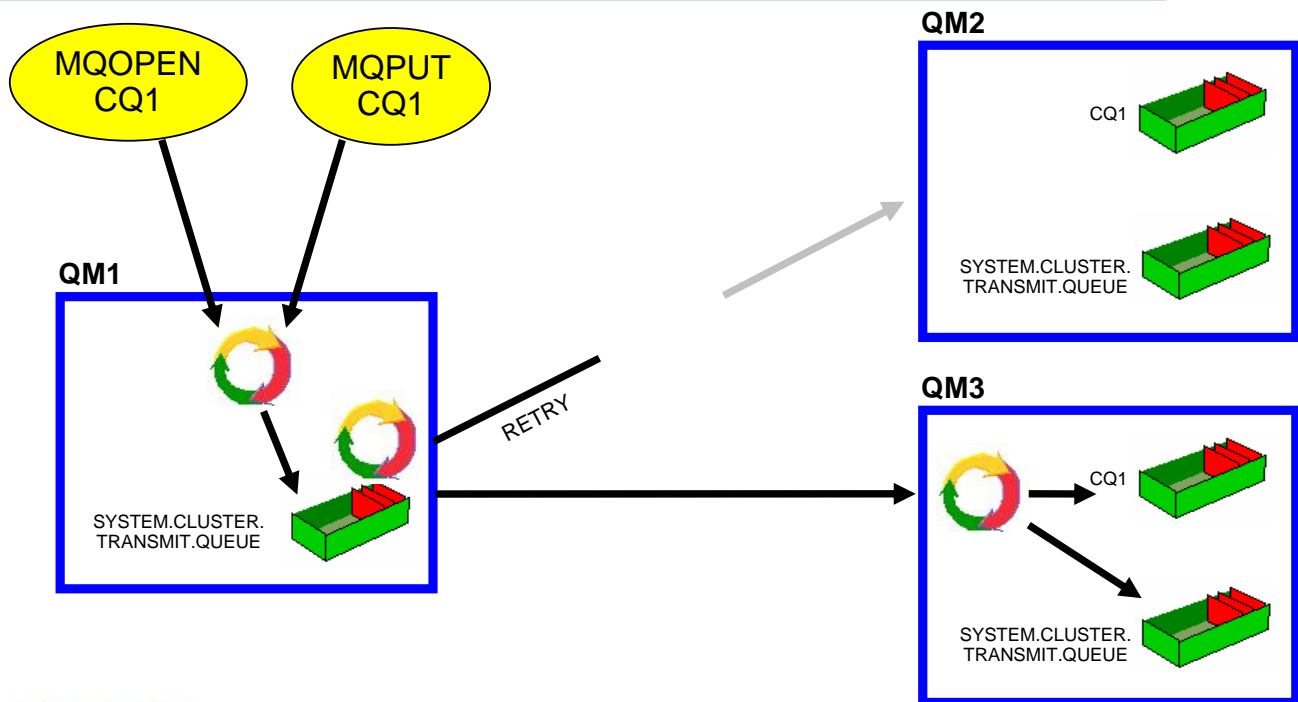 MQOPEN
CQ1
MQPUT
CQ1
QM2
CQ1
SYSTEM.CLUSTER.
TRANSMIT.QUEUE
QM1
RETRY
SYSTEM.CLUSTER.
TRANSMIT.QUEUE
QM3
CQ1
SYSTEM.CLUSTER.
TRANSMIT.QUEUE